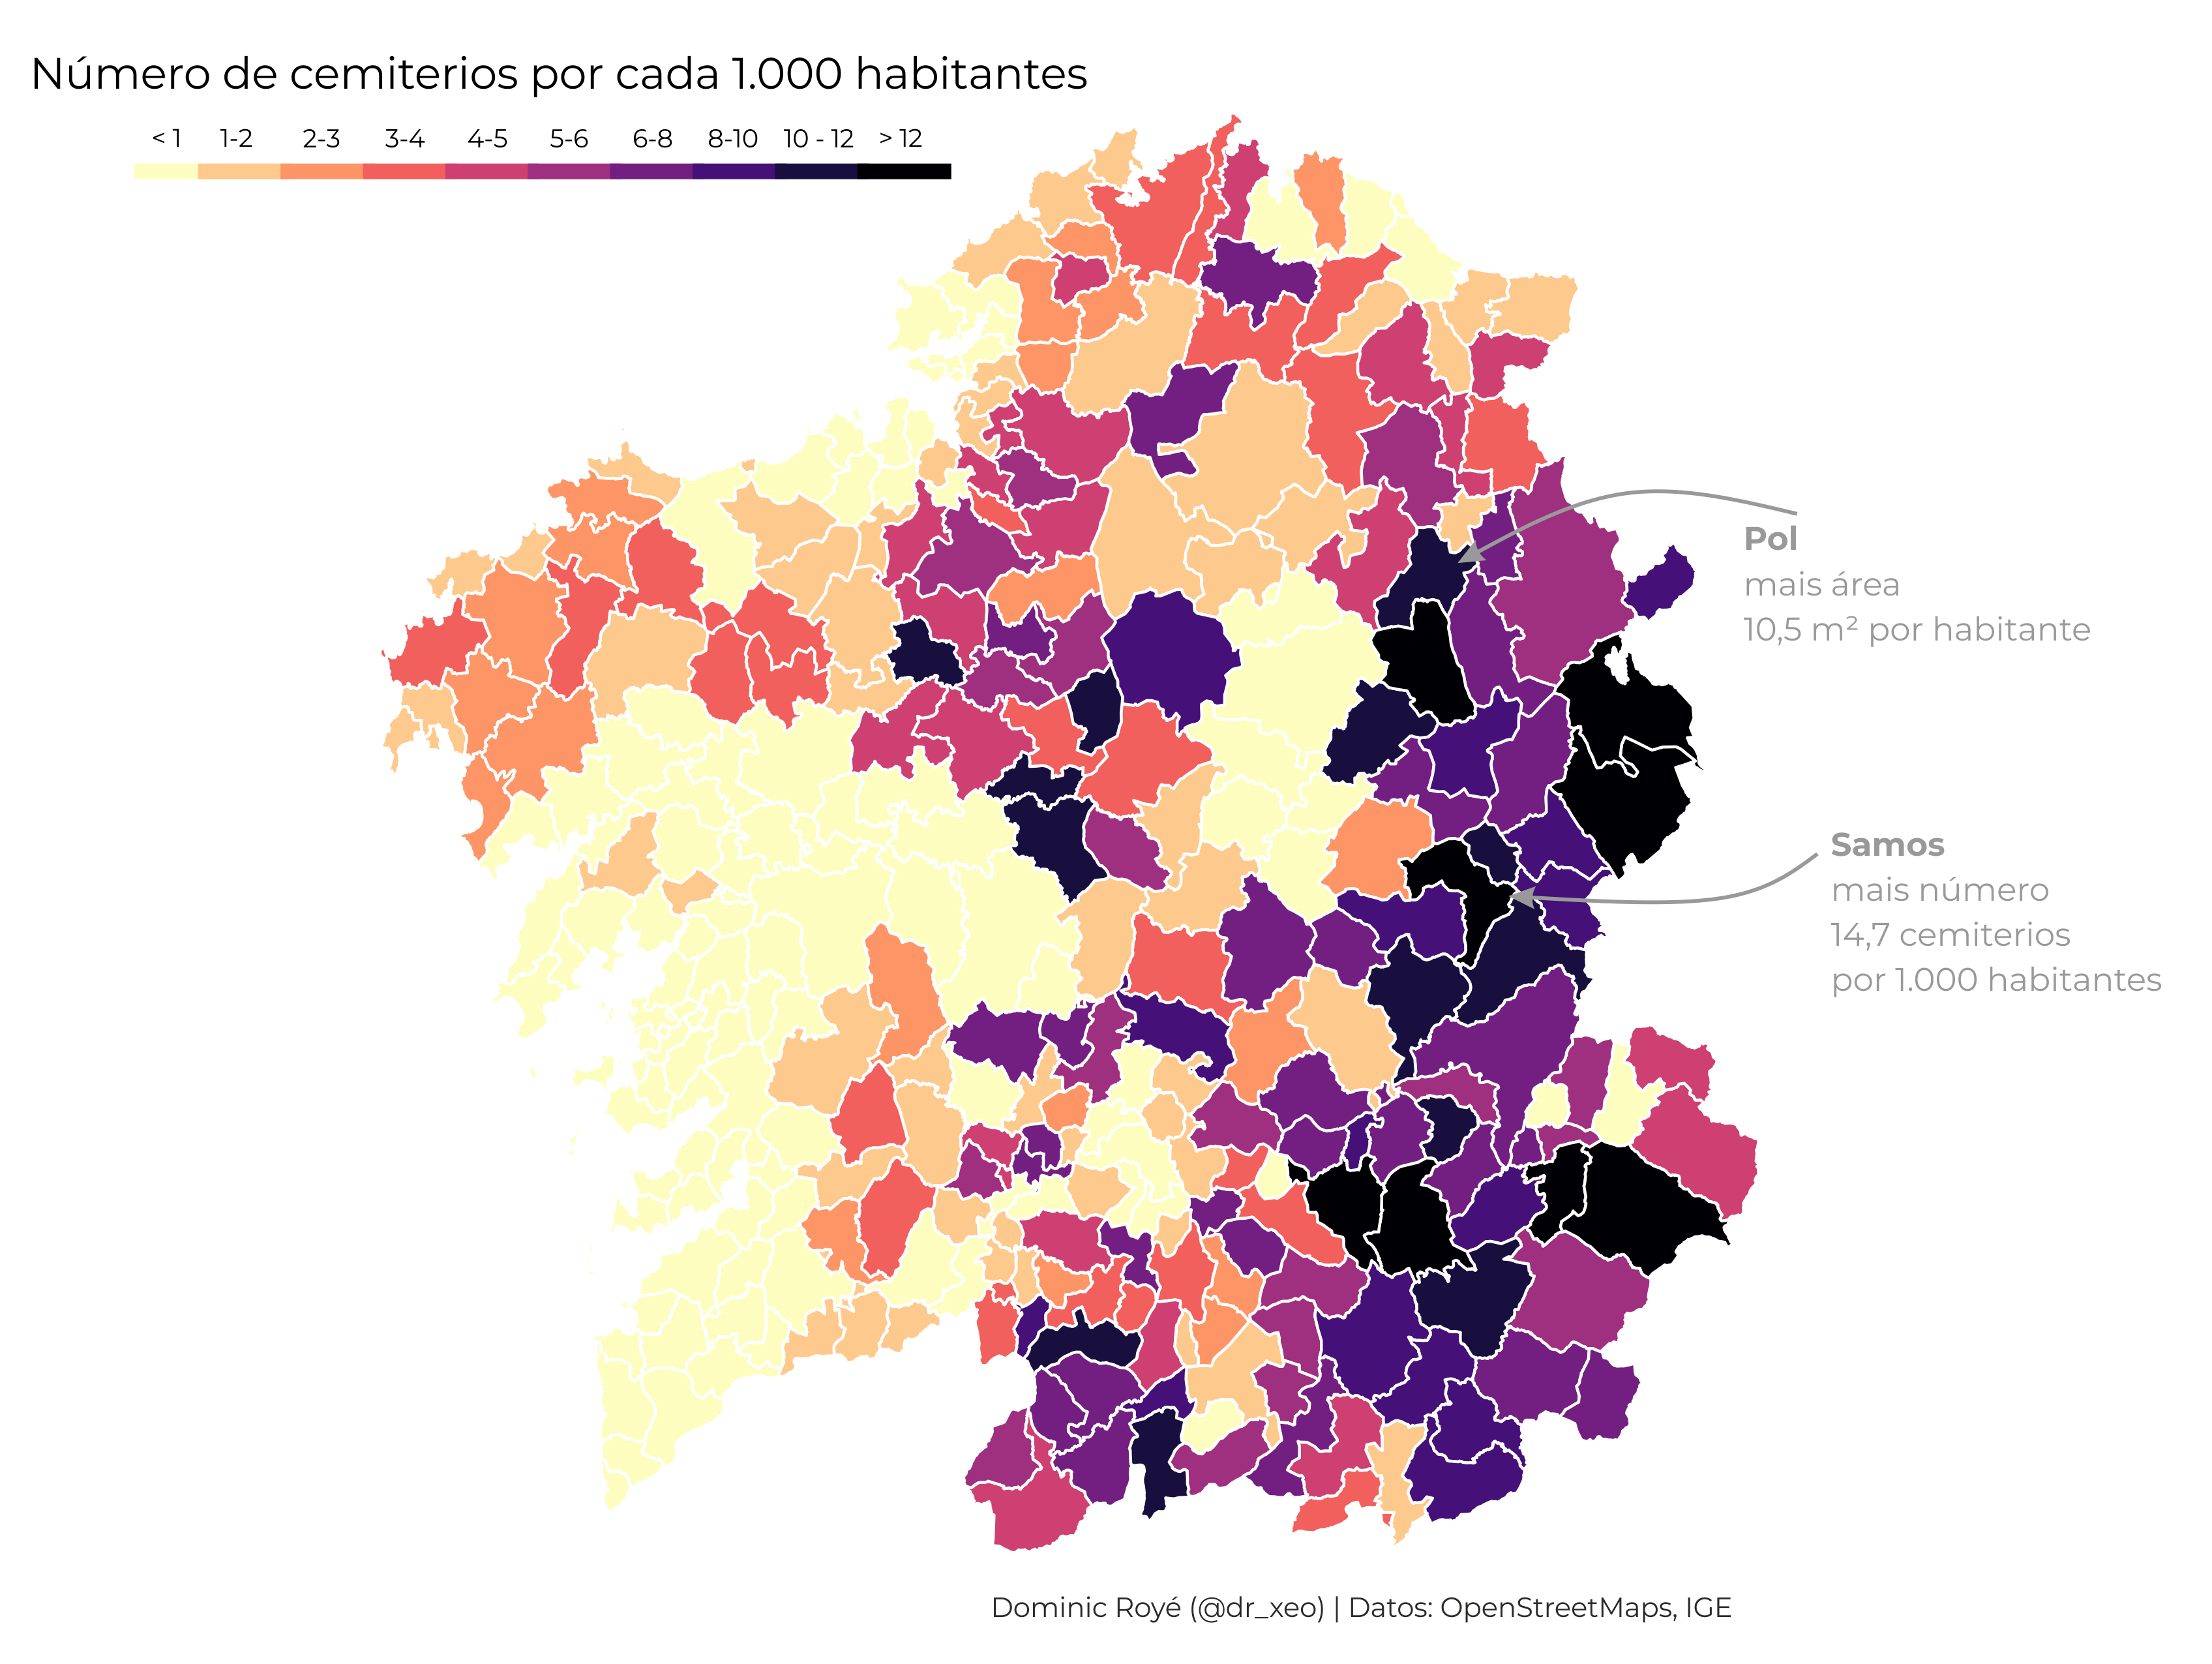 Número de cemiterios por cada 1.000 habitantes
< 1 1-2 2-3 3-4 4-5 5-6 6-8 8-10 10 - 12 > 12
Pol
mais área
10,5 m² por habitante
Samos
mais número
14,7 cemiterios
por 1.000 habitantes
Dominic Royé (@dr_xeo) | Datos: OpenStreetMaps, IGE